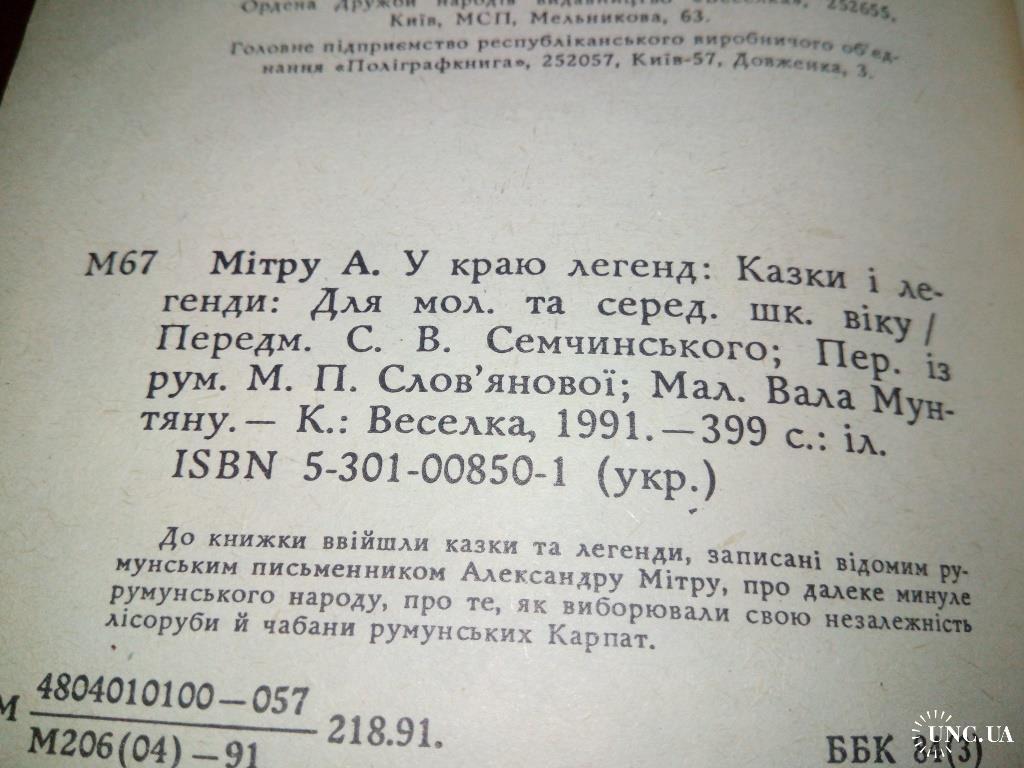 Ордена Дружби народів видавництво «Веселка», 252655,
Київ, МСП, Мельникова, 63.
Головне підприємство республіканського виробничого об'єд-
нання «Поліграфкнига», 252057, Київ-57, Довженка, 3.
М67 Мітру А. У краю легенд: Казки і ле-
генди: Для мол. та серед. шк. віку /
Передм. С. В. Семчинського; Пер. із
рум. М. П. Слов'янової; Мал. Вала Мун-
тяну.— К.: Веселка, 1991.—399 с.: іл.
ISBN 5-301-00850-1 (укр.)
До книжки ввійшли казки та легенди, записані відомим ру-
мунським письменником Александру Мітру, про далеке минуле
румунського народу, про те, як виборювали свою незалежність
лісоруби й чабани румунських Карпат.
М 4804010100—057
М206(04)—91 218.91.
ББК 84(3)
UNC.UA